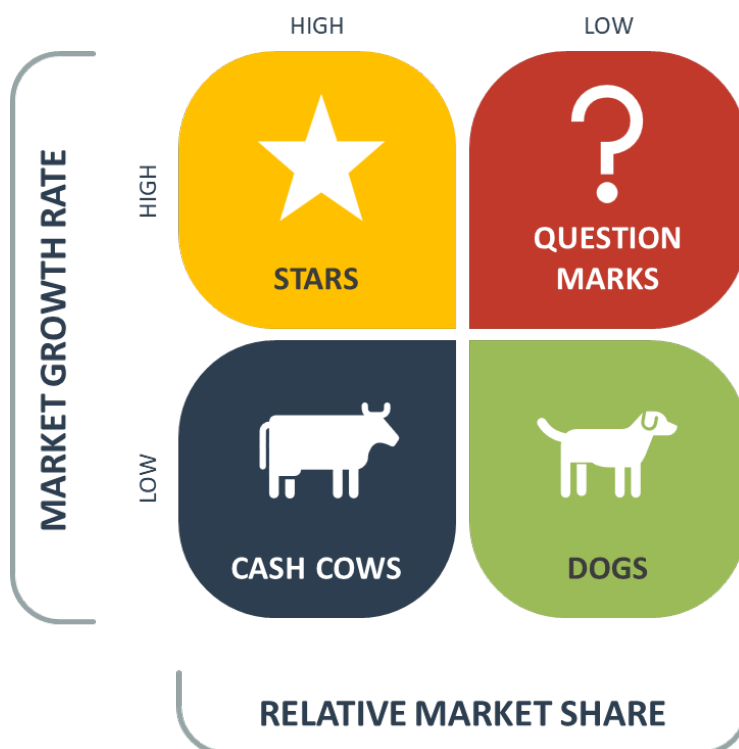 HIGH
LOW
MARKET GROWTH RATE
HIGH
STARS
QUESTION
MARKS
LOW
CASH COWS
DOGS
RELATIVE MARKET SHARE